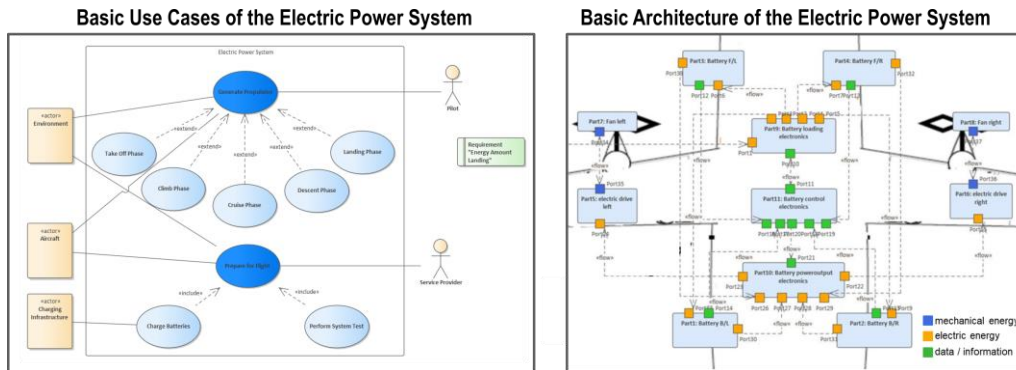 Basic Use Cases of the Electric Power System
Electric Power System
Generate Propulsion
Pilot
«actor»
Environment
«extend»
«extend»
«extend»
«extend»
«extend»
Take Off Phase
Climb Phase
Cruise Phase
Descent Phase
Landing Phase
Requirement
"Energy Amount
Landing"
«actor»
Aircraft
Prepare for Flight
Service Provider
«actor»
Charging
Infrastructure
«include»
«include»
Charge Batteries
Perform System Test
Basic Architecture of the Electric Power System
Part3: Battery F/L
Part4: Battery F/R
Port32
Port12
Port6
«flow»
«flow»
Part7: Fan left
Part8: Fan right
Part9: Battery loading
electronics
«flow»
«flow»
«flow»
Port35
Port36
Part5: electric drive
left
Part6: electric drive
right
Port11
Part11: Battery control
electronics
Port20
Port19
«flow»
«flow»
«flow»
«flow»
«flow»
Port21
Part10: Battery poweroutput
electronics
Port23
Port22
Port26
Port27
Port28
Port29
«flow»
«flow»
Port14
Port9
Part1: Battery B/L
Part2: Battery B/R
Port30
Port31
mechanical energy
electric energy
data / information